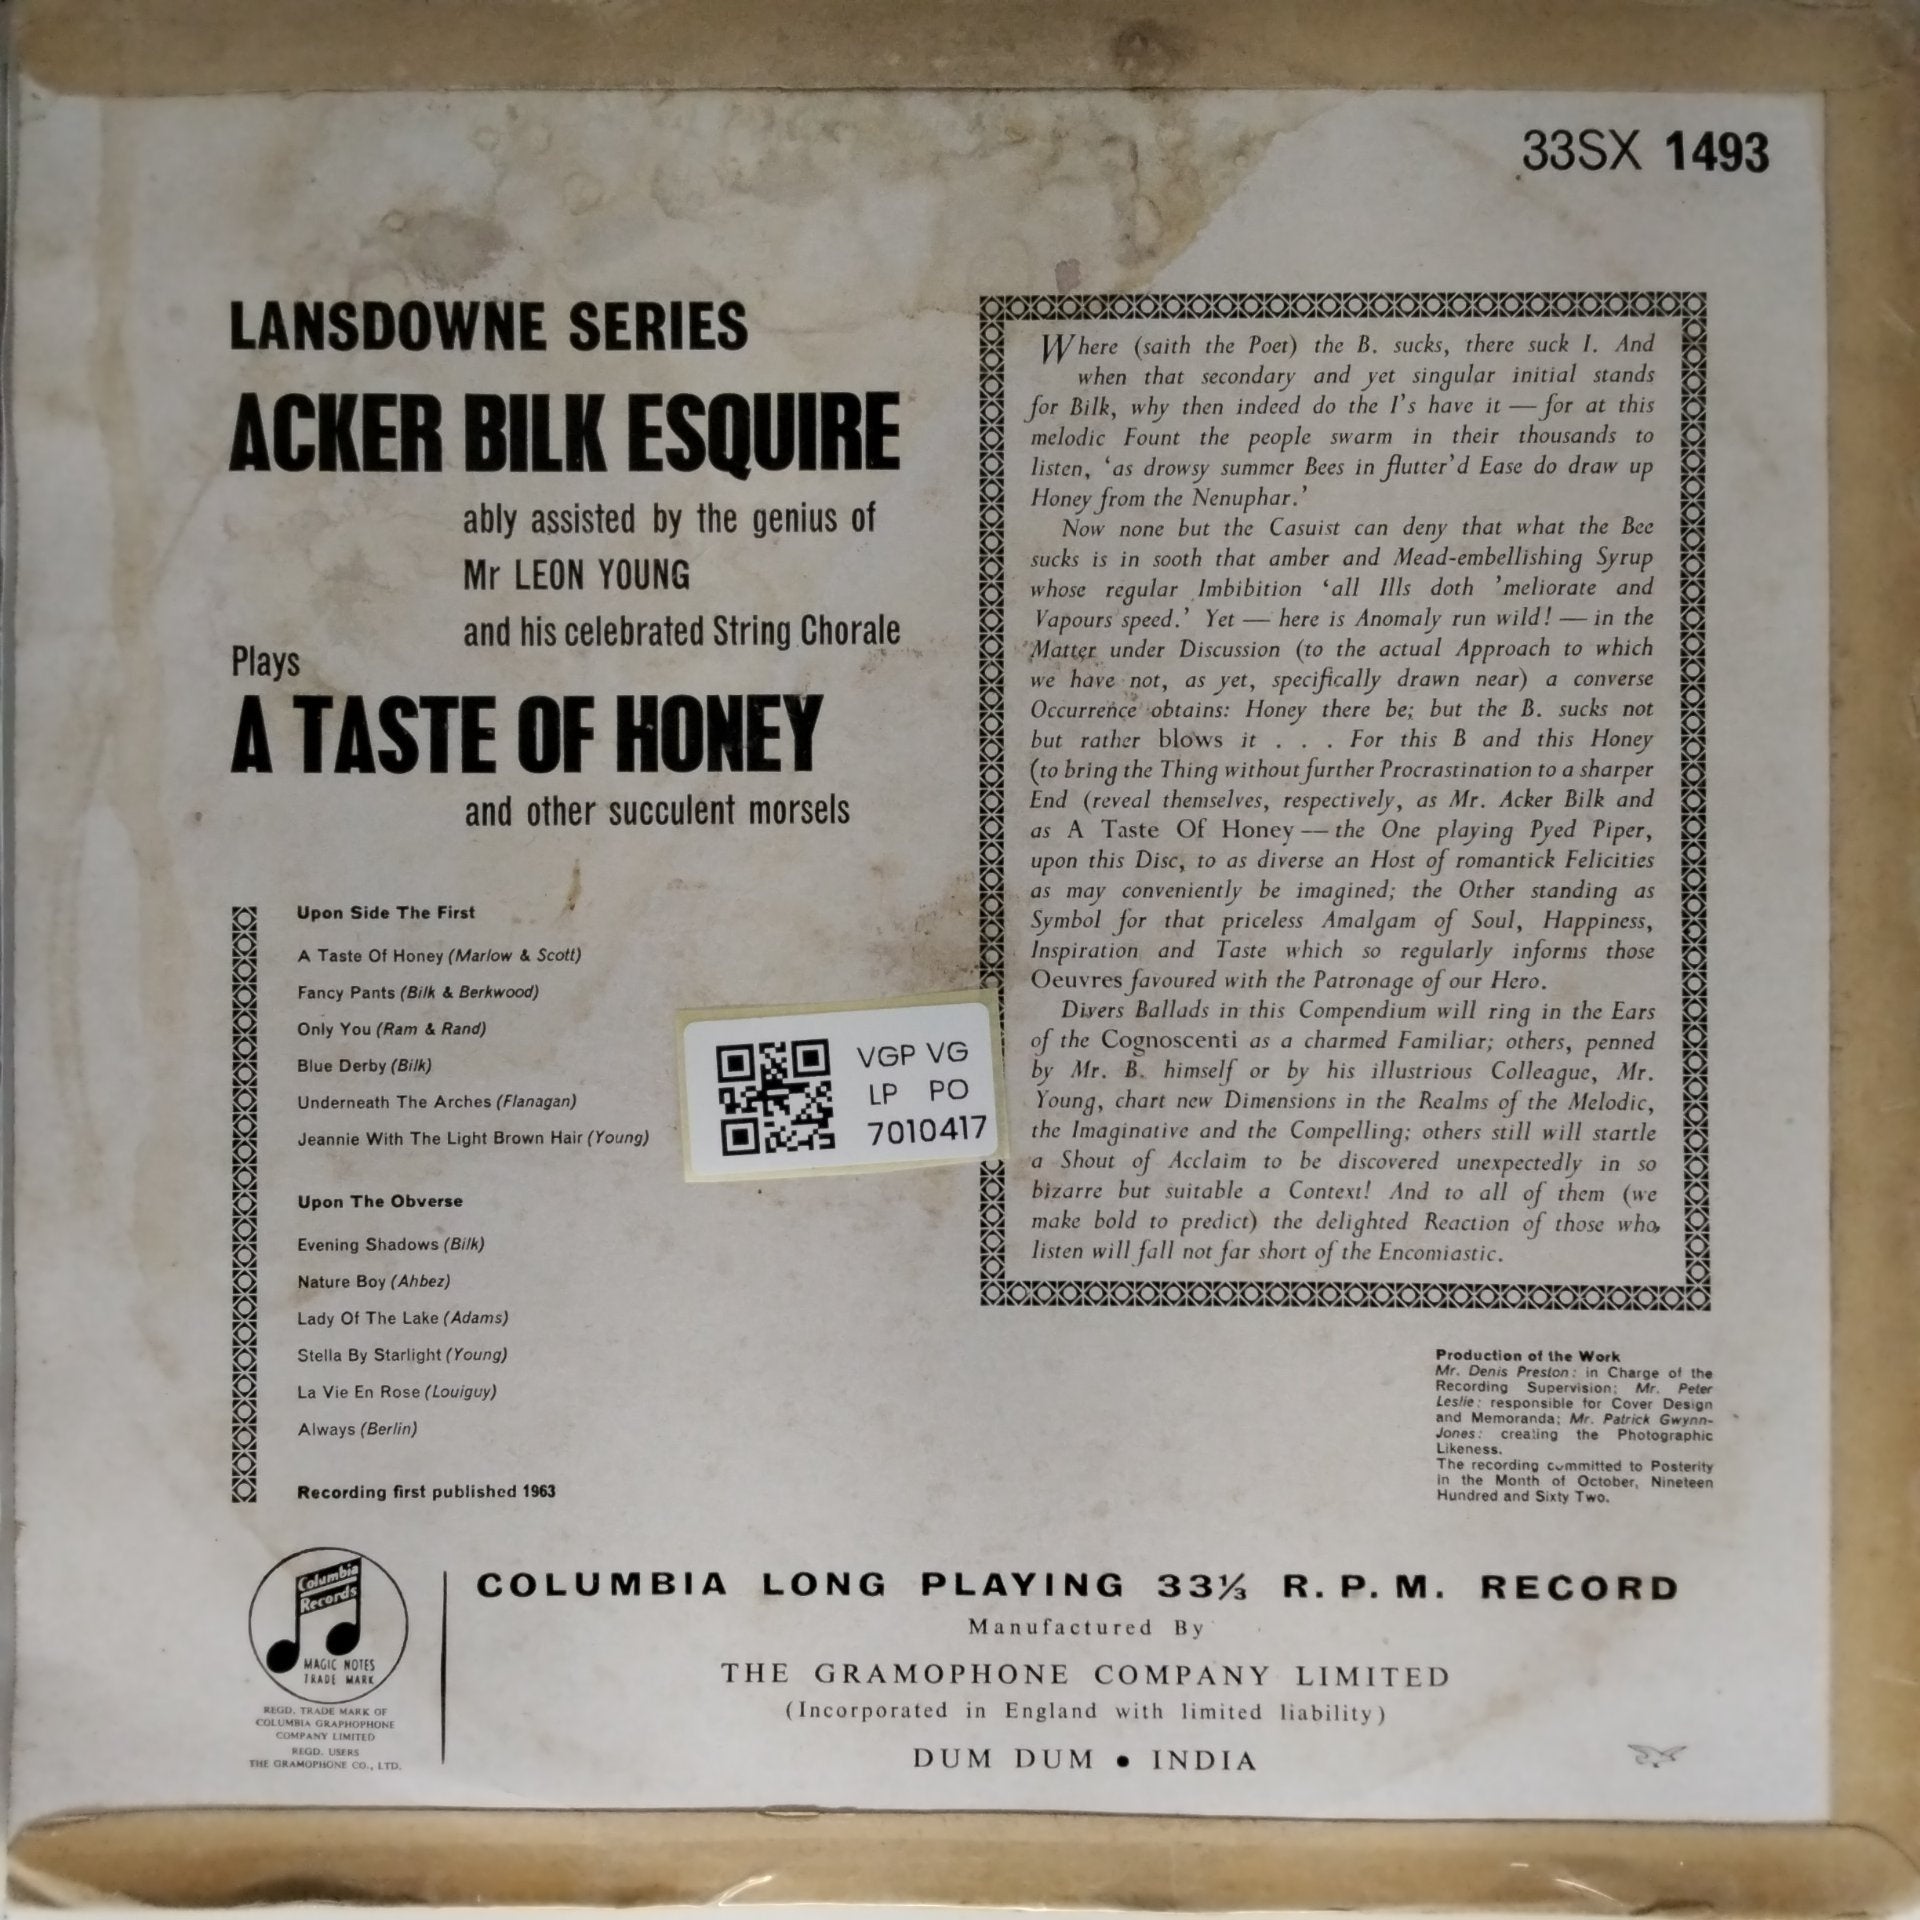 33SX 1493
LANSDOWNE SERIES
ACKER BILK ESQUIRE
ably assisted by the genius of
Mr LEON YOUNG
and his celebrated String Chorale
Plays
A TASTE OF HONEY
and other succulent morsels
Upon Side The First
A Taste Of Honey (Marlow & Scott)
Fancy Pants (Bilk & Berkwood)
Only You (Ram & Rand)
Blue Derby (Bilk)
Underneath The Arches (Flanagan)
Jeannie With The Light Brown Hair (Young)
Upon The Obverse
Evening Shadows (Bilk)
Nature Boy (Ahbez)
Lady Of The Lake (Adams)
Stella By Starlight (Young)
La Vie En Rose (Louiguy)
Always (Berlin)
Recording first published 1963
VGP VG
LP PO
7010417
Where (saith the Poet) the B. sucks, there suck I. And
when that secondary and yet singular initial stands
for Bilk, why then indeed do the I's have it — for at this
melodic Fount the people swarm in their thousands to
listen, 'as drowsy summer Bees in flutter'd Ease do draw up
Honey from the Nenuphar.'
Now none but the Casuist can deny that what the Bee
sucks is in sooth that amber and Mead-embellishing Syrup
whose regular Imbibition 'all Ills doth 'meliorate and
Vapours speed.' Yet — here is Anomaly run wild! — in the
Matter under Discussion (to the actual Approach to which
we have not, as yet, specifically drawn near) a converse
Occurrence obtains: Honey there be; but the B. sucks not
but rather blows it . . . For this B and this Honey
(to bring the Thing without further Procrastination to a sharper
End (reveal themselves, respectively, as Mr. Acker Bilk and
as A Taste Of Honey — the One playing Pyed Piper,
upon this Disc, to as diverse an Host of romantick Felicities
as may conveniently be imagined; the Other standing as
Symbol for that priceless Amalgam of Soul, Happiness,
Inspiration and Taste which so regularly informs those
Oeuvres favoured with the Patronage of our Hero.
Divers Ballads in this Compendium will ring in the Ears
of the Cognoscenti as a charmed Familiar; others, penned
by Mr. B. himself or by his illustrious Colleague, Mr.
Young, chart new Dimensions in the Realms of the Melodic,
the Imaginative and the Compelling; others still will startle
a Shout of Acclaim to be discovered unexpectedly in so
bizarre but suitable a Context! And to all of them (we
make bold to predict) the delighted Reaction of those who,
listen will fall not far short of the Encomiastic.
Production of the Work
Mr. Denis Preston: in Charge of the
Recording Supervision; Mr. Peter
Leslie: responsible for Cover Design
and Memoranda; Mr. Patrick Gwynn-
Jones: creating the Photographic
Likeness.
The recording committed to Posterity
in the Month of October, Nineteen
Hundred and Sixty Two.
Columbia
Records
MAGIC NOTES
TRADE MARK
REGD. TRADE MARK OF
COLUMBIA GRAPHOPHONE
COMPANY LIMITED
REGD. USERS
THE GRAMOPHONE CO., LTD.
COLUMBIA LONG PLAYING 33⅓ R.P.M. RECORD
Manufactured By
THE GRAMOPHONE COMPANY LIMITED
(Incorporated in England with limited liability)
DUM DUM • INDIA